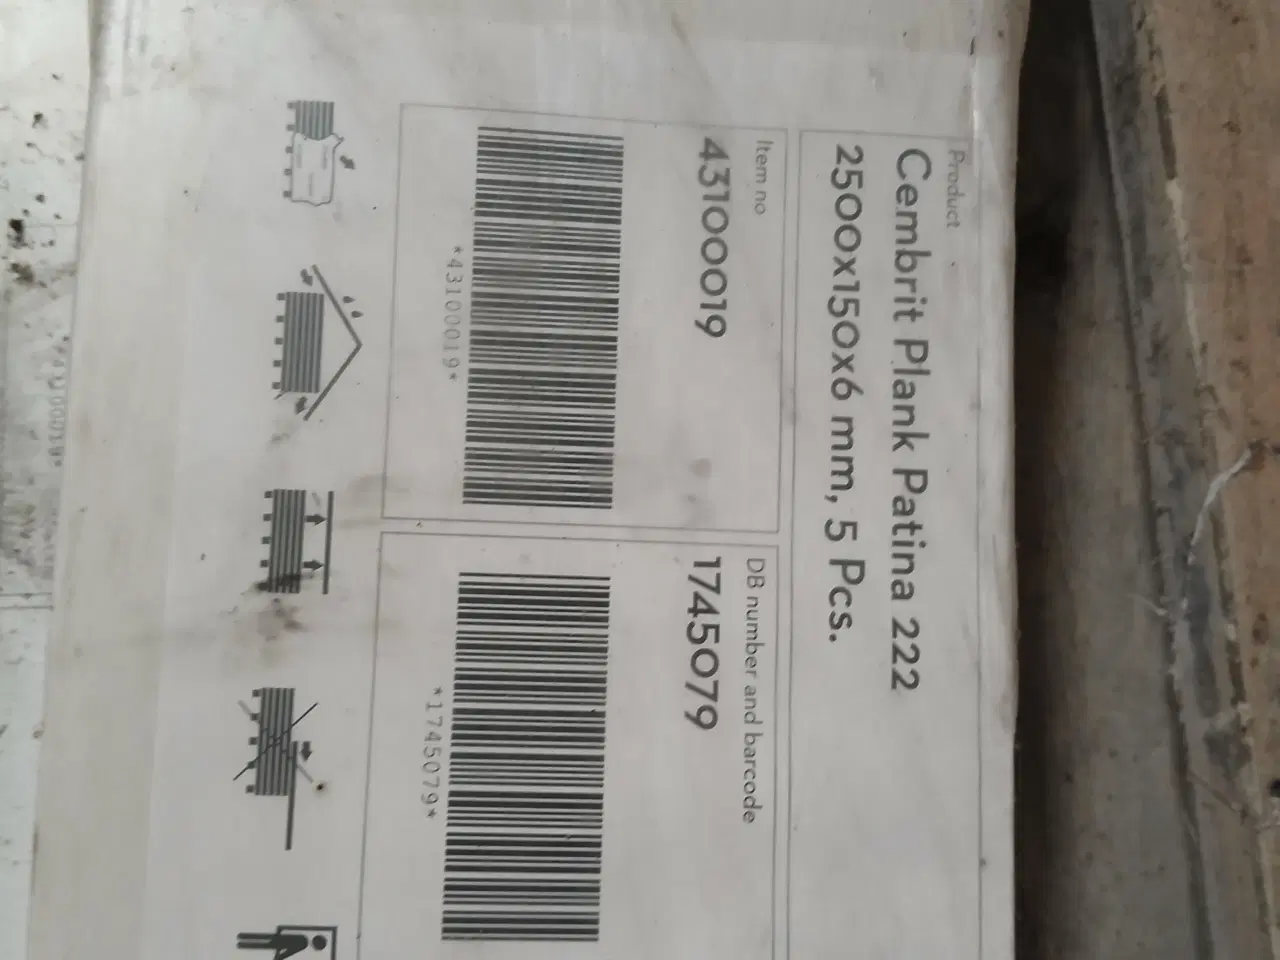 Product
Cembrit Plank Patina 222
2500x150x6 mm, 5 Pcs.
Item no
43100019
*43100019*
DB number and barcode
1745079
*1745079*